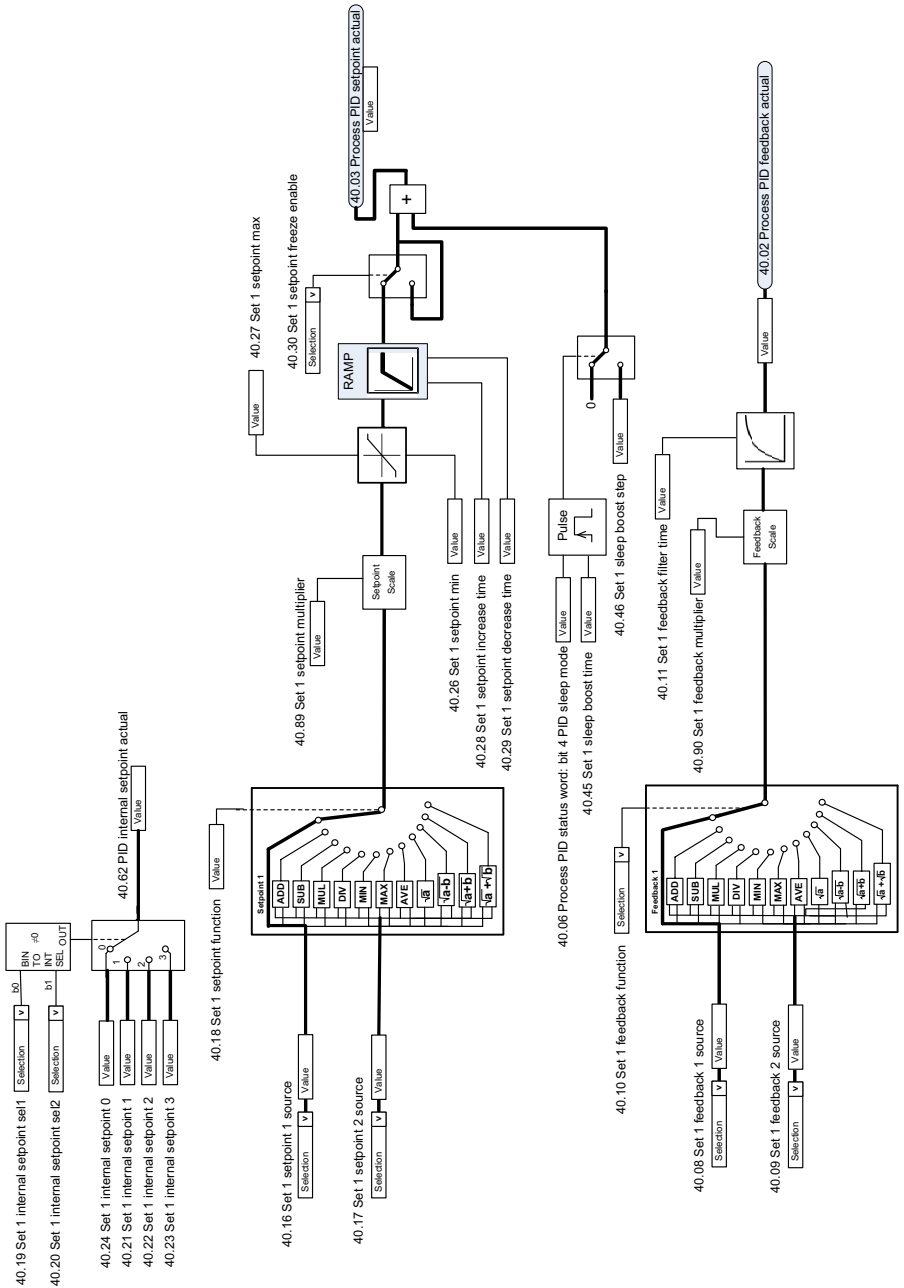 40.19 Set 1 internal setpoint sel1
Selection
v
b0
40.20 Set 1 internal setpoint sel2
Selection
v
b1
BIN
TO
INT
SEL
≠0
OUT
40.24 Set 1 internal setpoint 0
Value
0
40.21 Set 1 internal setpoint 1
Value
1
40.22 Set 1 internal setpoint 2
Value
2
40.23 Set 1 internal setpoint 3
Value
3
40.62 PID internal setpoint actual
Value
40.18 Set 1 setpoint function
Value
40.16 Set 1 setpoint 1 source
Selection
v
Value
40.17 Set 1 setpoint 2 source
Selection
v
Value
Setpoint 1
ADD
SUB
MUL
DIV
MIN
MAX
AVE
√a
√a-b
√a+b
√a +√b
40.89 Set 1 setpoint multiplier
Value
Setpoint
Scale
40.27 Set 1 setpoint max
Value
40.26 Set 1 setpoint min
Value
40.28 Set 1 setpoint increase time
Value
40.29 Set 1 setpoint decrease time
Value
RAMP
40.30 Set 1 setpoint freeze enable
Selection
v
+
40.03 Process PID setpoint actual
Value
40.06 Process PID status word: bit 4 PID sleep mode
Value
40.45 Set 1 sleep boost time
Value
Pulse
0
40.46 Set 1 sleep boost step
Value
40.10 Set 1 feedback function
Selection
v
40.08 Set 1 feedback 1 source
Selection
v
Value
40.09 Set 1 feedback 2 source
Selection
v
Value
Feedback 1
ADD
SUB
MUL
DIV
MIN
MAX
AVE
√a
√a-b
√a+b
√a +√b
40.90 Set 1 feedback multiplier
Value
Feedback
Scale
40.11 Set 1 feedback filter time
Value
Value
40.02 Process PID feedback actual